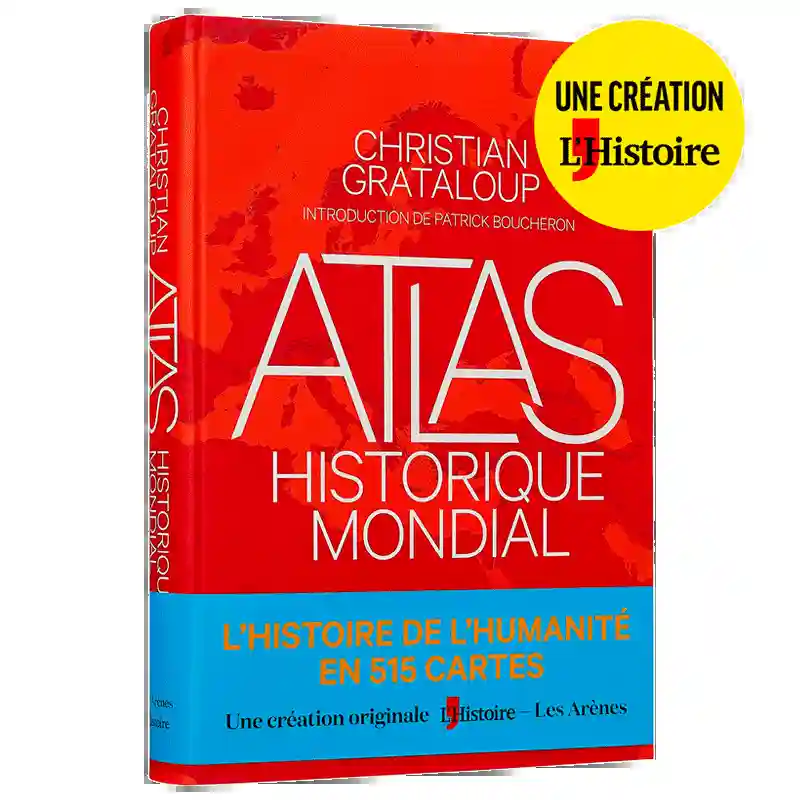 CHRISTIAN
GRATALOUP
INTRODUCTION DE PATRICK BOUCHERON
ATLAS
HISTORIQUE
MONDIAL
L'HISTOIRE DE L'HUMANITÉ
EN 515 CARTES
Une création originale L'Histoire – Les Arènes
UNE CRÉATION
L'Histoire
CHRISTIAN
GRATALOUP
ATLAS
HISTORIQU
MONDIAL